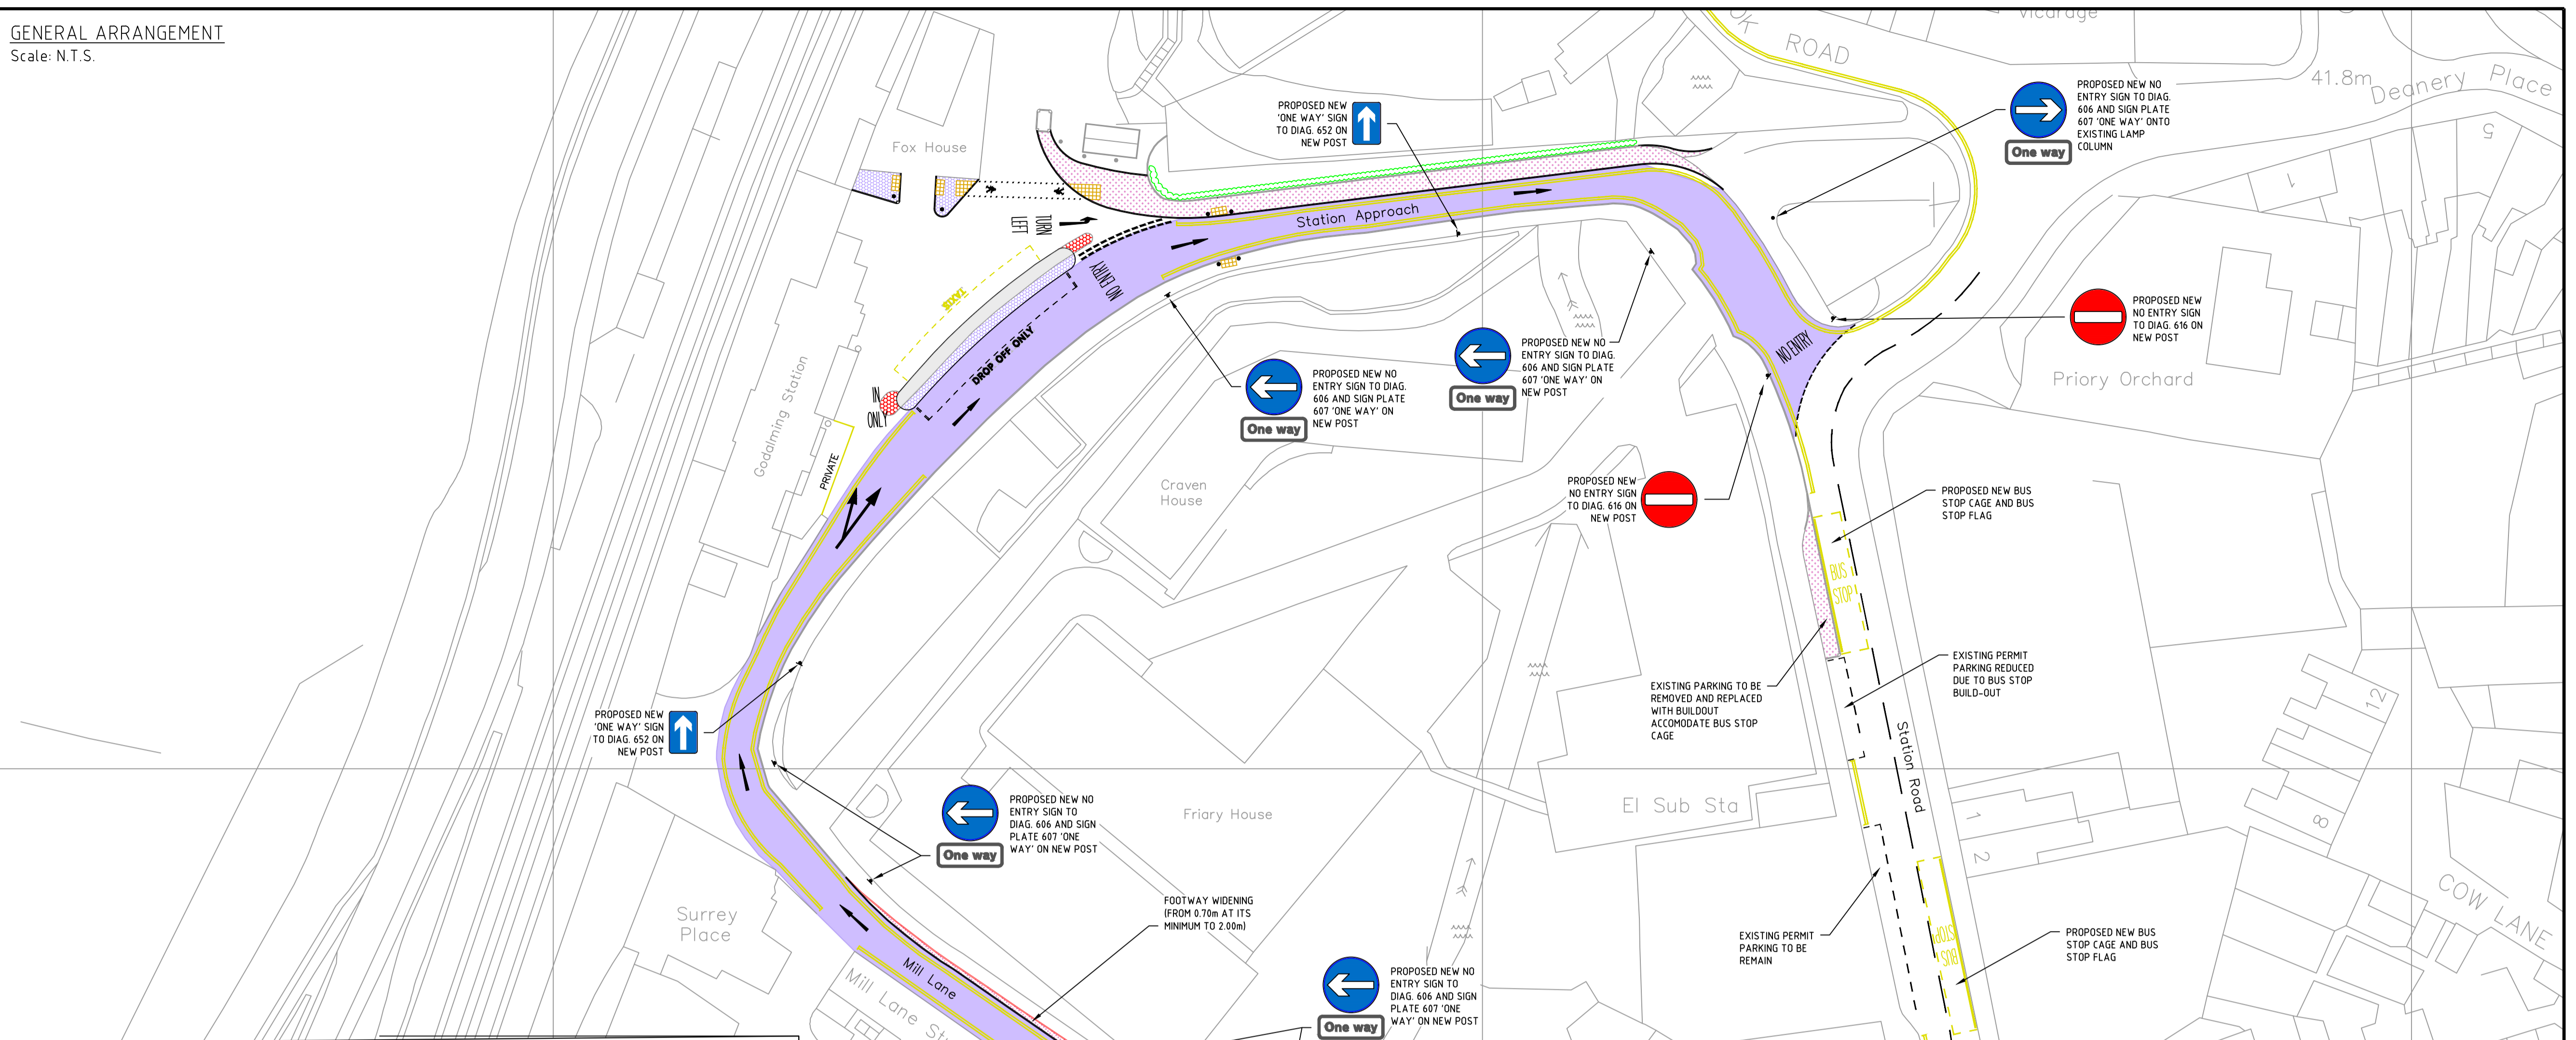 GENERAL ARRANGEMENT
Scale: N.T.S.
ROAD
Vicarage
41.8m
Deanery Place
5
1
Fox House
PROPOSED NEW
'ONE WAY' SIGN
TO DIAG. 652 ON
NEW POST
PROPOSED NEW NO
ENTRY SIGN TO DIAG.
606 AND SIGN PLATE
607 'ONE WAY' ONTO
EXISTING LAMP
COLUMN
One way
TURN
LEFT
Station Approach
NO ENTRY
TAXIS
DROP OFF ONLY
IN
ONLY
Godalming Station
PRIVATE
PROPOSED NEW NO
ENTRY SIGN TO DIAG.
606 AND SIGN PLATE
607 'ONE WAY' ON
NEW POST
One way
PROPOSED NEW NO
ENTRY SIGN TO DIAG.
606 AND SIGN PLATE
607 'ONE WAY' ON
NEW POST
One way
NO ENTRY
PROPOSED NEW
NO ENTRY SIGN
TO DIAG. 616 ON
NEW POST
Priory Orchard
Craven
House
PROPOSED NEW
NO ENTRY SIGN
TO DIAG. 616 ON
NEW POST
PROPOSED NEW BUS
STOP CAGE AND BUS
STOP FLAG
BUS
STOP
EXISTING PERMIT
PARKING REDUCED
DUE TO BUS STOP
BUILD-OUT
EXISTING PARKING TO BE
REMOVED AND REPLACED
WITH BUILDOUT
ACCOMODATE BUS STOP
CAGE
Station Road
12
8
1
2
El Sub Sta
PROPOSED NEW
'ONE WAY' SIGN
TO DIAG. 652 ON
NEW POST
PROPOSED NEW NO
ENTRY SIGN TO
DIAG. 606 AND SIGN
PLATE 607 'ONE
WAY' ON NEW POST
One way
Friary House
Surrey
Place
FOOTWAY WIDENING
(FROM 0.70m AT ITS
MINIMUM TO 2.00m)
Mill Lane
Mill Lane
EXISTING PERMIT
PARKING TO BE
REMAIN
BUS
STOP
PROPOSED NEW BUS
STOP CAGE AND BUS
STOP FLAG
COW LANE
PROPOSED NEW NO
ENTRY SIGN TO
DIAG. 606 AND SIGN
PLATE 607 'ONE
WAY' ON NEW POST
One way